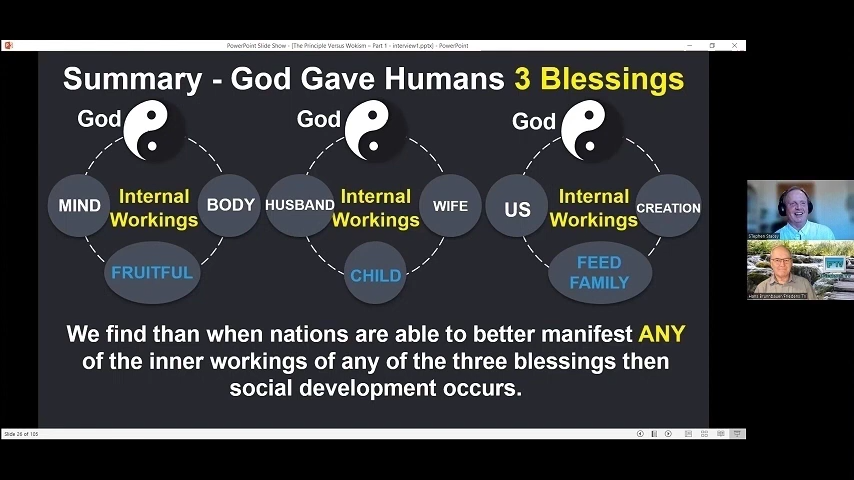 PowerPoint Slide Show - [The Principle Versus Wokism - Part 1 - interview1.pptx] - PowerPoint
Summary - God Gave Humans 3 Blessings
God
God
God
MIND
Internal
Workings
BODY
HUSBAND
Internal
Workings
WIFE
US
Internal
Workings
CREATION
FRUITFUL
CHILD
FEED
FAMILY
We find than when nations are able to better manifest ANY
of the inner workings of any of the three blessings then
social development occurs.
Slide 26 of 105
Stephen Stacey